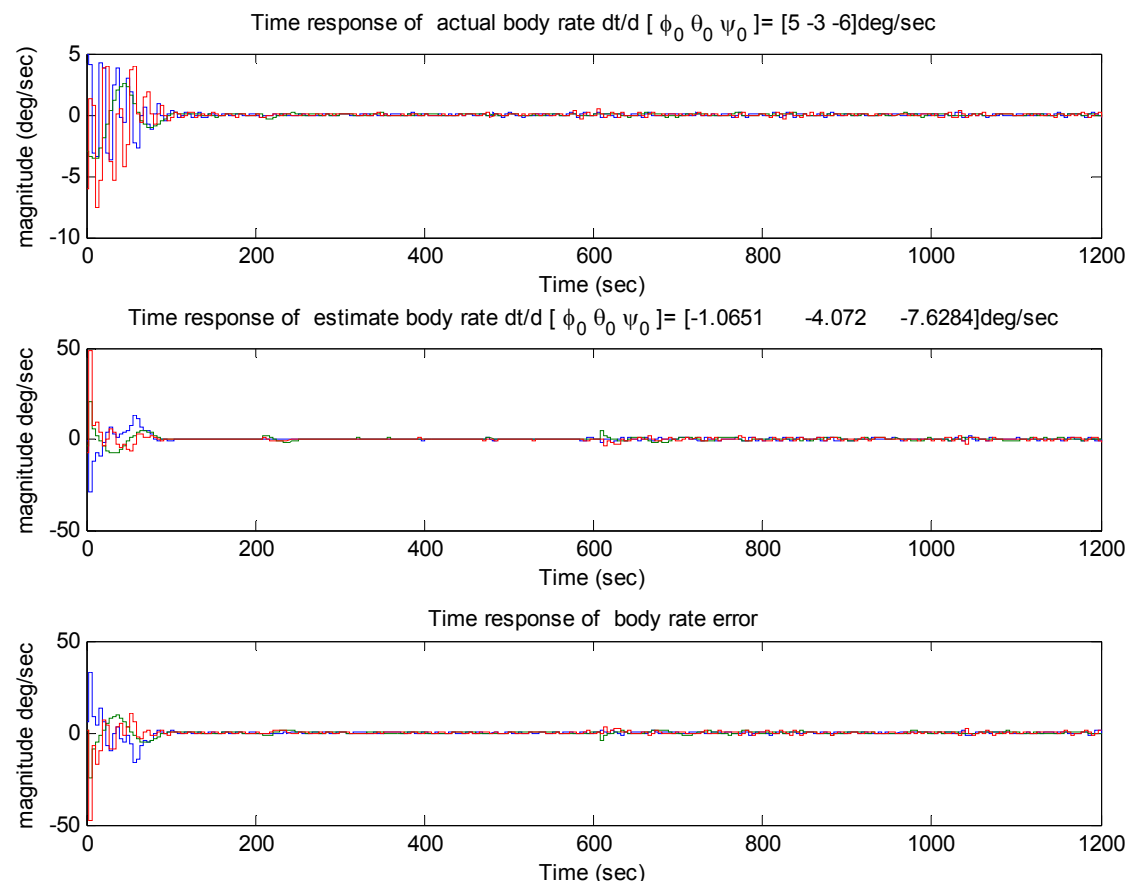 Time response of actual body rate dt/d [ ϕ0 θ0 ψ0 ]= [5 -3 -6]deg/sec
magnitude (deg/sec)
5
0
-5
-10
0 200 400 600 800 1000 1200
Time (sec)
Time response of estimate body rate dt/d [ ϕ0 θ0 ψ0 ]= [-1.0651 -4.072 -7.6284]deg/sec
magnitude deg/sec
50
0
-50
0 200 400 600 800 1000 1200
Time (sec)
Time response of body rate error
magnitude deg/sec
50
0
-50
0 200 400 600 800 1000 1200
Time (sec)